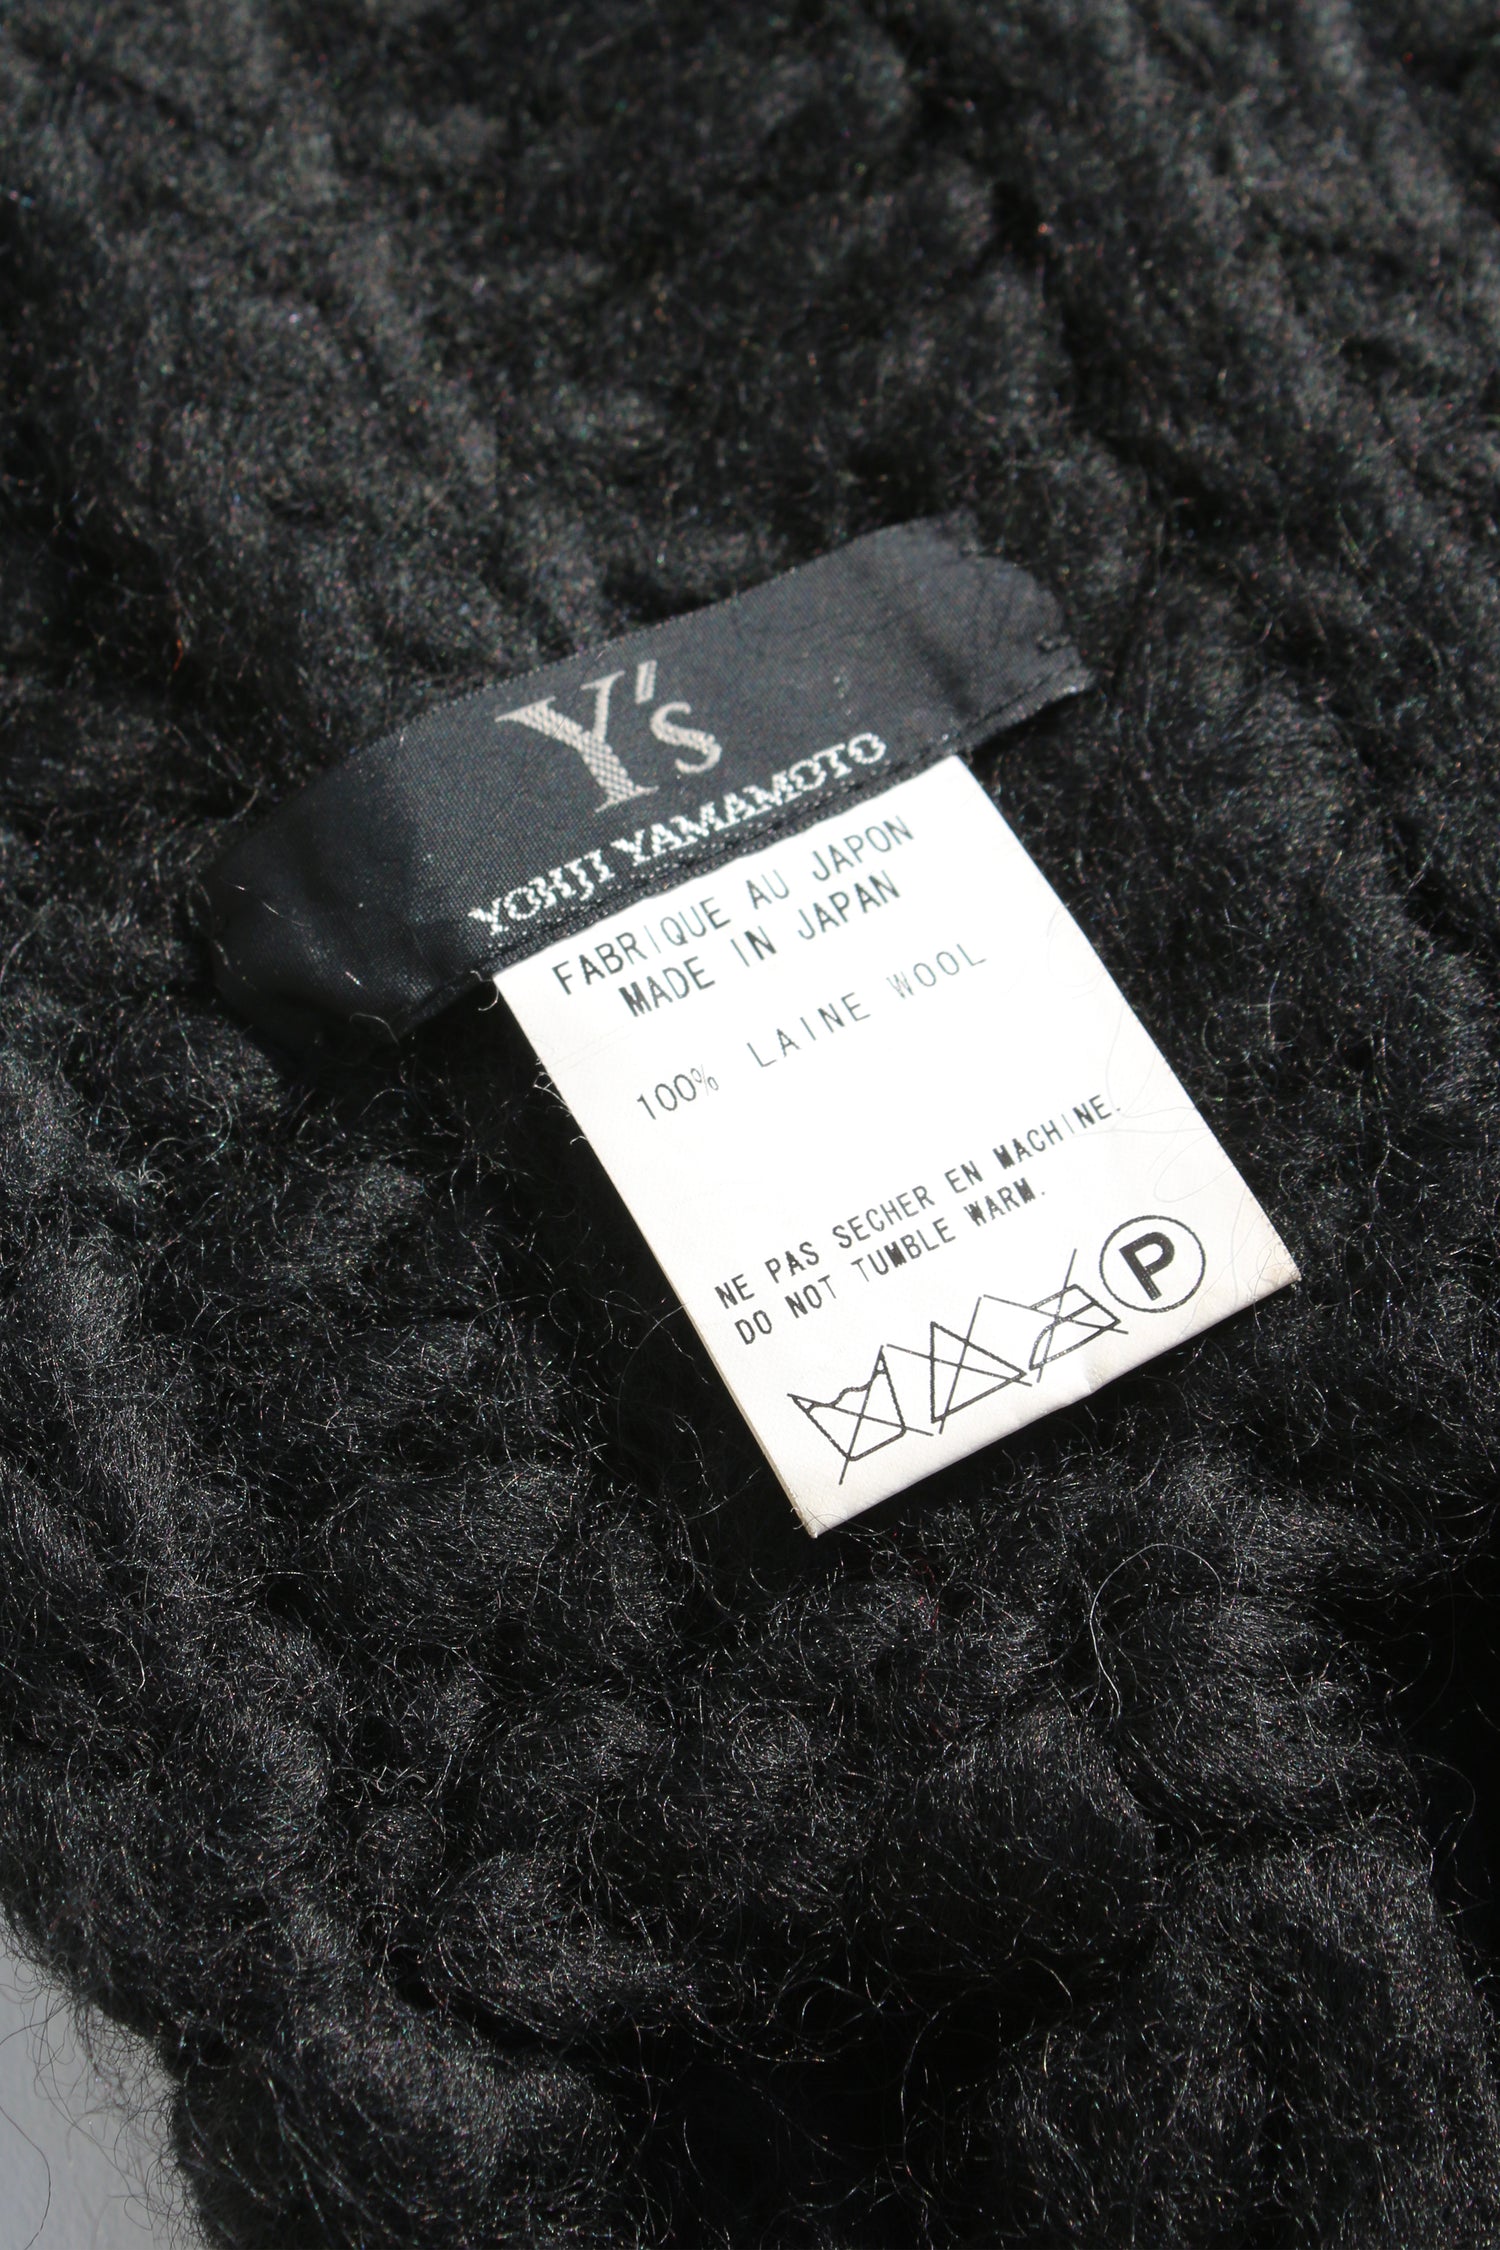 Y's
YOHJI YAMAMOTO
FABRIQUE AU JAPON
MADE IN JAPAN
100% LAINE WOOL
NE PAS SECHER EN MACHINE.
DO NOT TUMBLE WARM.
P